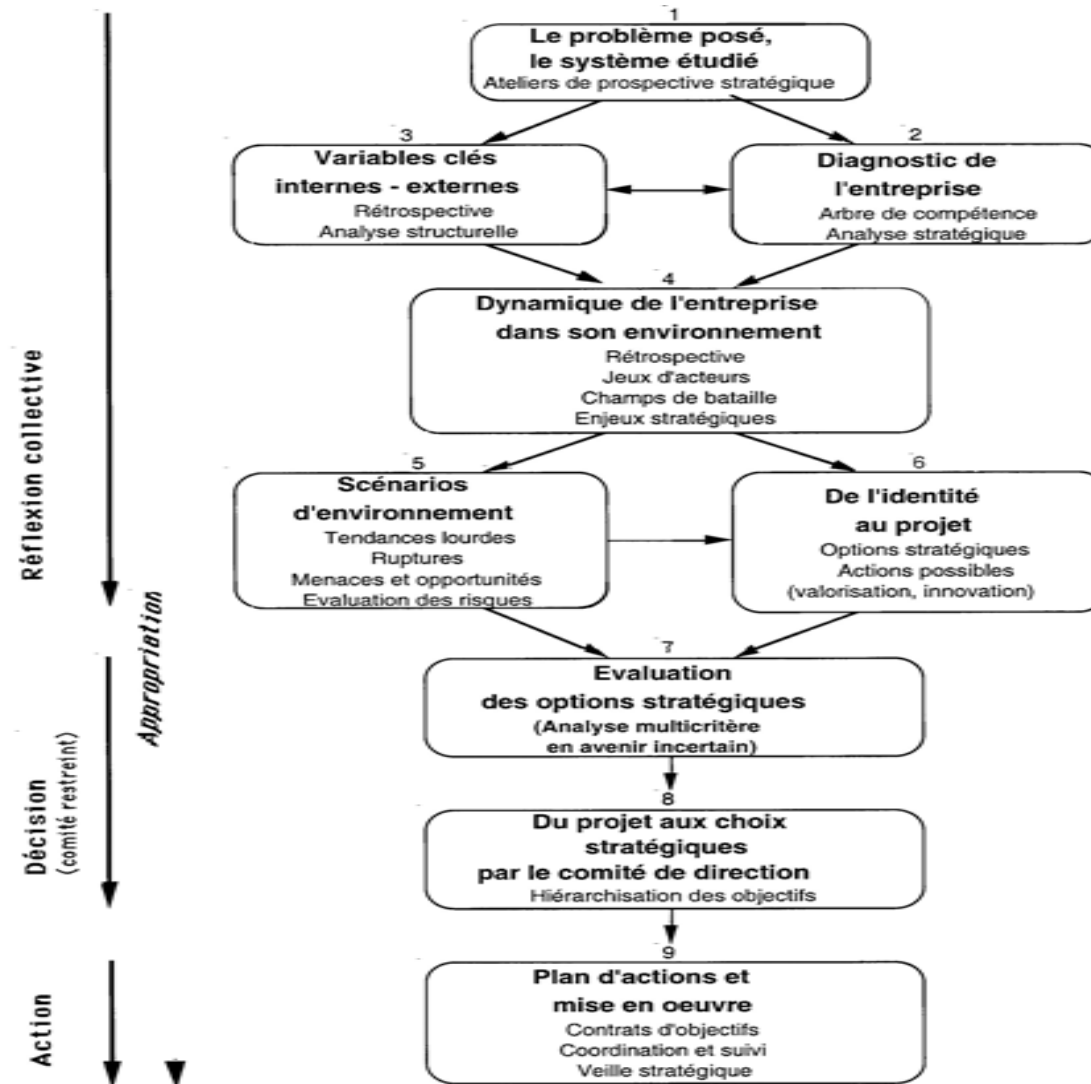 1
Le problème posé,
le système étudié
Ateliers de prospective stratégique
3
Variables clés
internes - externes
Rétrospective
Analyse structurelle
2
Diagnostic de
l'entreprise
Arbre de compétence
Analyse stratégique
4
Dynamique de l'entreprise
dans son environnement
Rétrospective
Jeux d'acteurs
Champs de bataille
Enjeux stratégiques
5
Scénarios
d'environnement
Tendances lourdes
Ruptures
Menaces et opportunités
Evaluation des risques
6
De l'identité
au projet
Options stratégiques
Actions possibles
(valorisation, innovation)
7
Evaluation
des options stratégiques
(Analyse multicritère
en avenir incertain)
8
Du projet aux choix
stratégiques
par le comité de direction
Hiérarchisation des objectifs
9
Plan d'actions et
mise en oeuvre
Contrats d'objectifs
Coordination et suivi
Veille stratégique
Réflexion collective
Appropriation
Décision
(comité restreint)
Action